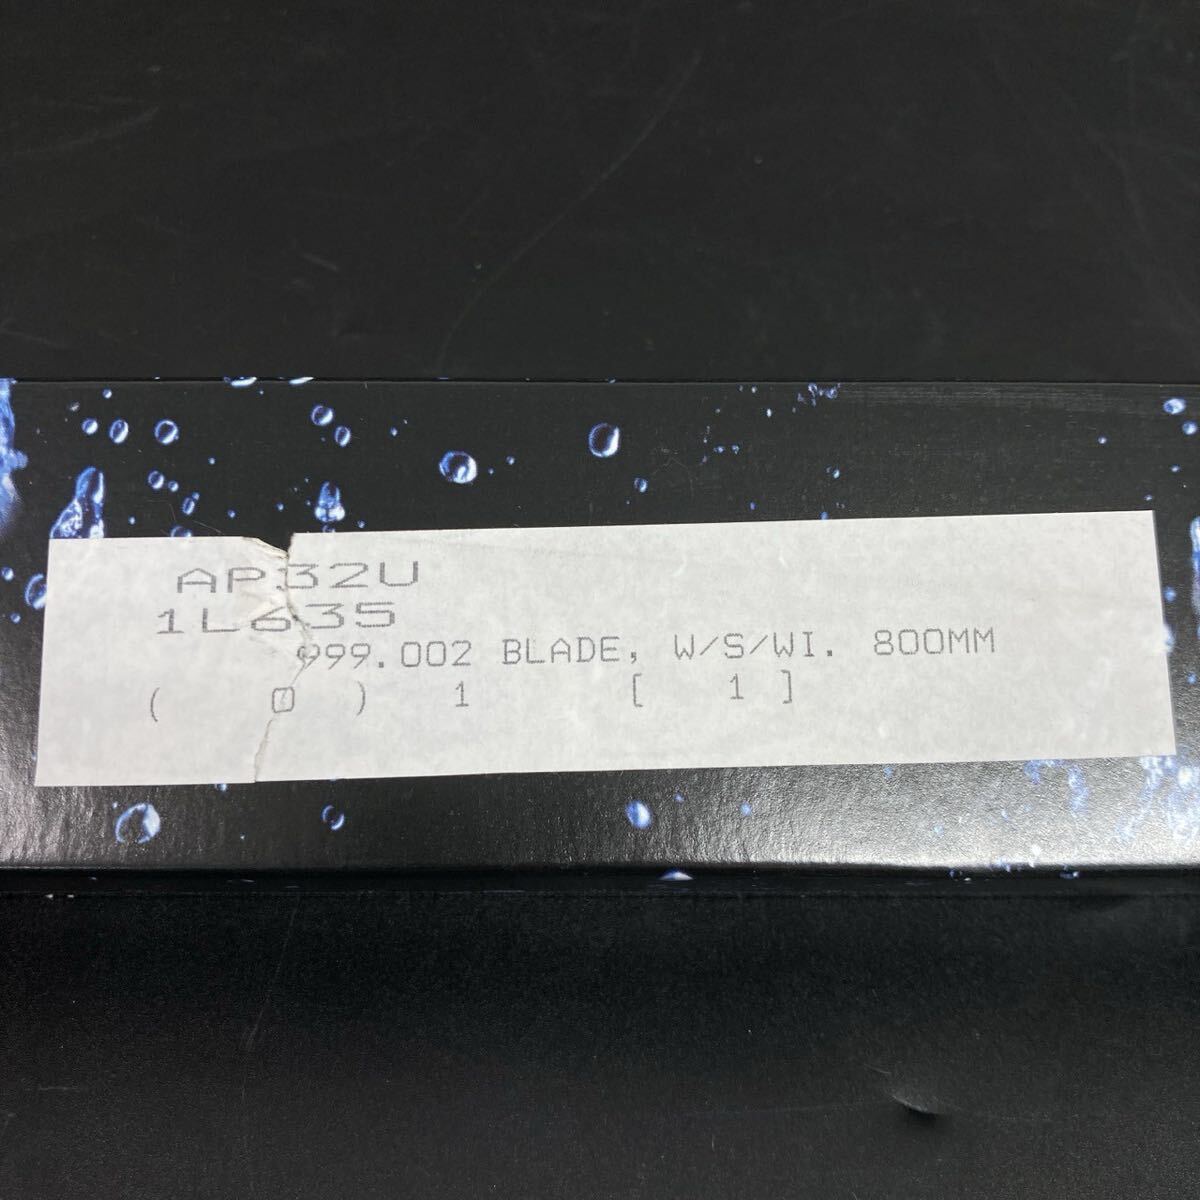 AP32U
1L635
999.002 BLADE, W/S/WI. 800MM
( 0 ) 1 [ 1 ]